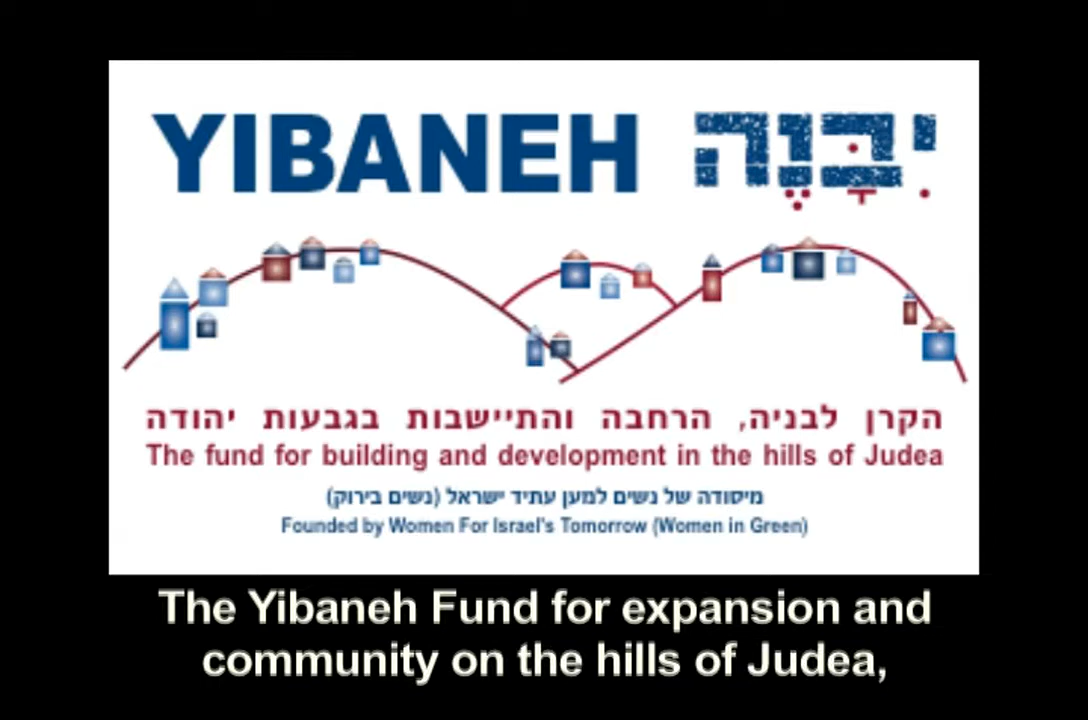 YIBANEH יִבָּנֶה
הקרן לבניה, הרחבה והתיישבות בגבעות יהודה
The fund for building and development in the hills of Judea
מיסודה של נשים למען עתיד ישראל (נשים בירוק)
Founded by Women For Israel's Tomorrow (Women in Green)
The Yibaneh Fund for expansion and
community on the hills of Judea,